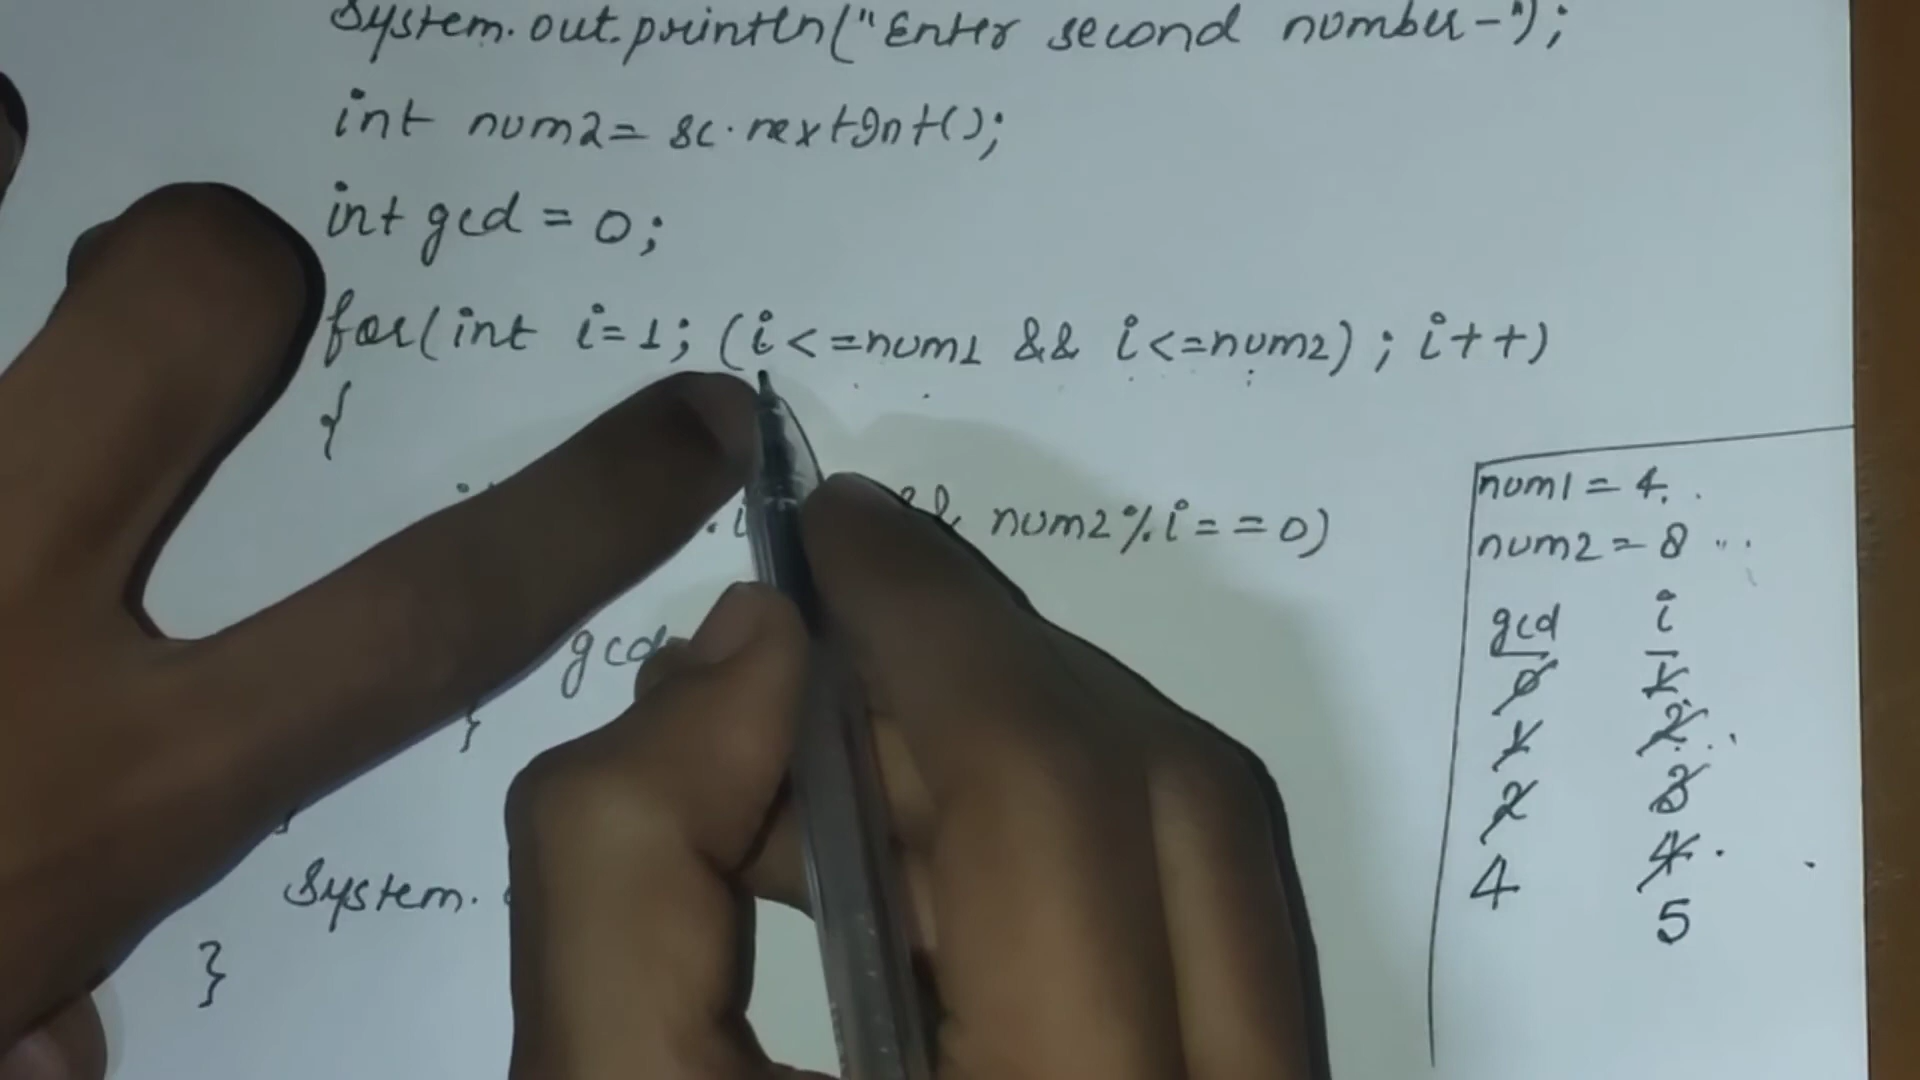 System.out.println("Enter second number-");
int num2= sc.nextInt();
int gcd = 0;
for(int i=1; (i<=num1 && i<=num2) ; i++)
{
&& num2%i==0)
gcd
}
System.
}
num1 = 4
num2 = 8
gcd i
0 1
1 2
2 3
4 4
5